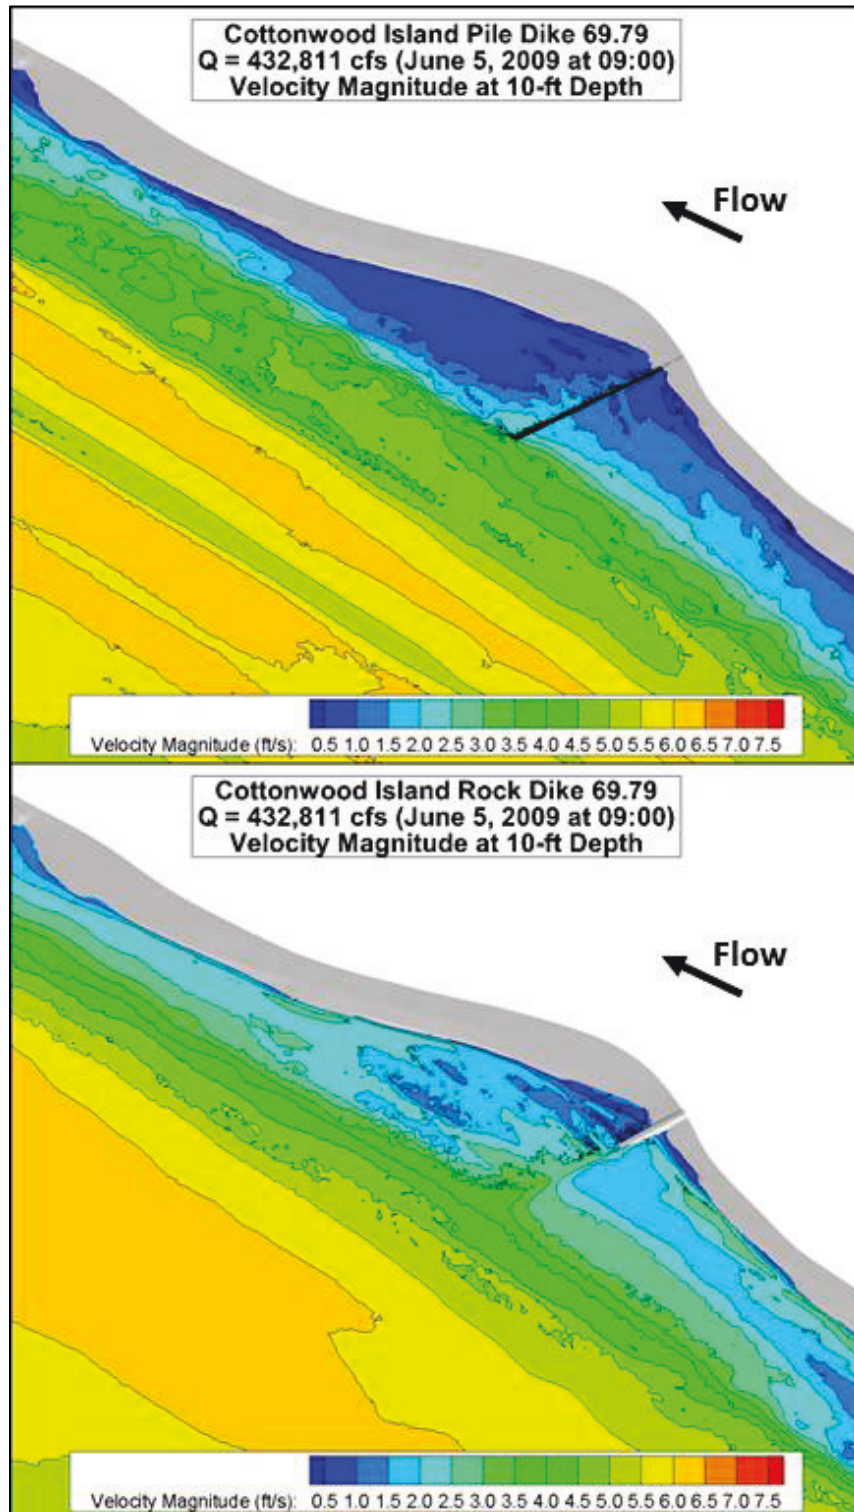 Cottonwood Island Pile Dike 69.79
Q = 432,811 cfs (June 5, 2009 at 09:00)
Velocity Magnitude at 10-ft Depth
Flow
Velocity Magnitude (ft/s): 0.5 1.0 1.5 2.0 2.5 3.0 3.5 4.0 4.5 5.0 5.5 6.0 6.5 7.0 7.5
Cottonwood Island Rock Dike 69.79
Q = 432,811 cfs (June 5, 2009 at 09:00)
Velocity Magnitude at 10-ft Depth
Flow
Velocity Magnitude (ft/s): 0.5 1.0 1.5 2.0 2.5 3.0 3.5 4.0 4.5 5.0 5.5 6.0 6.5 7.0 7.5